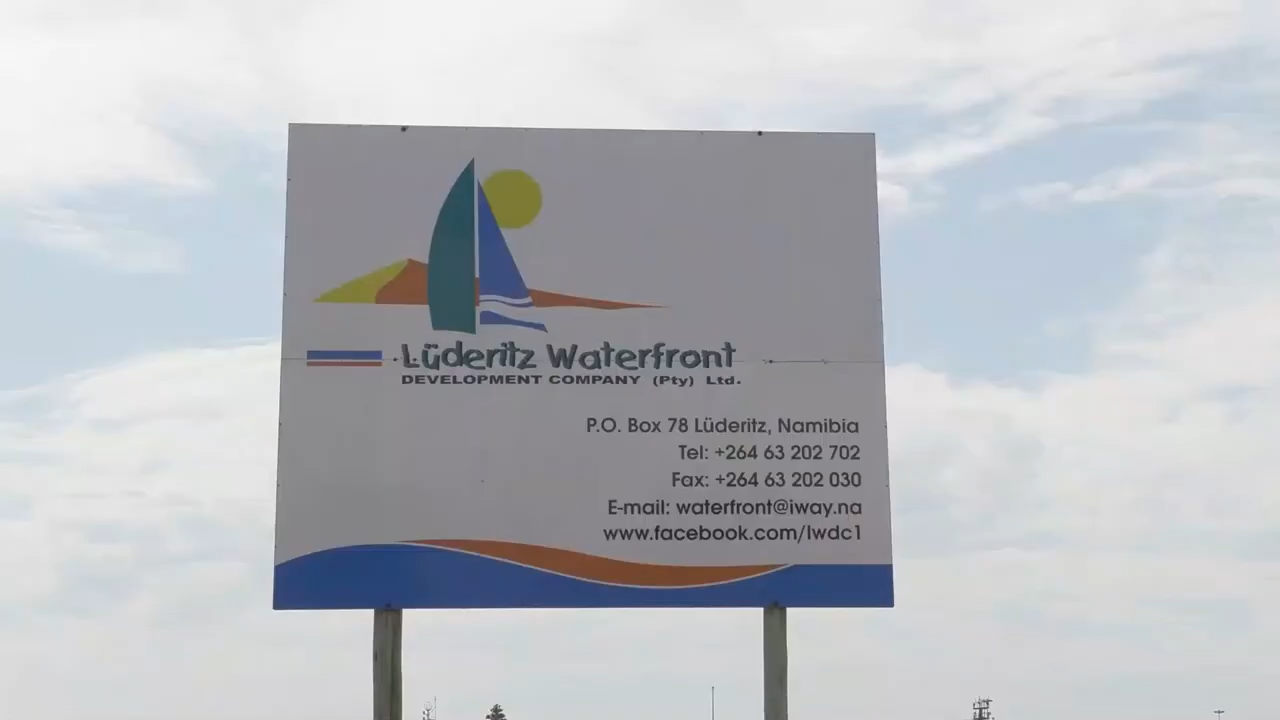 Lüderitz Waterfront
DEVELOPMENT COMPANY (Pty) Ltd.
P.O. Box 78 Lüderitz, Namibia
Tel: +264 63 202 702
Fax: +264 63 202 030
E-mail: waterfront@iway.na
www.facebook.com/lwdc1